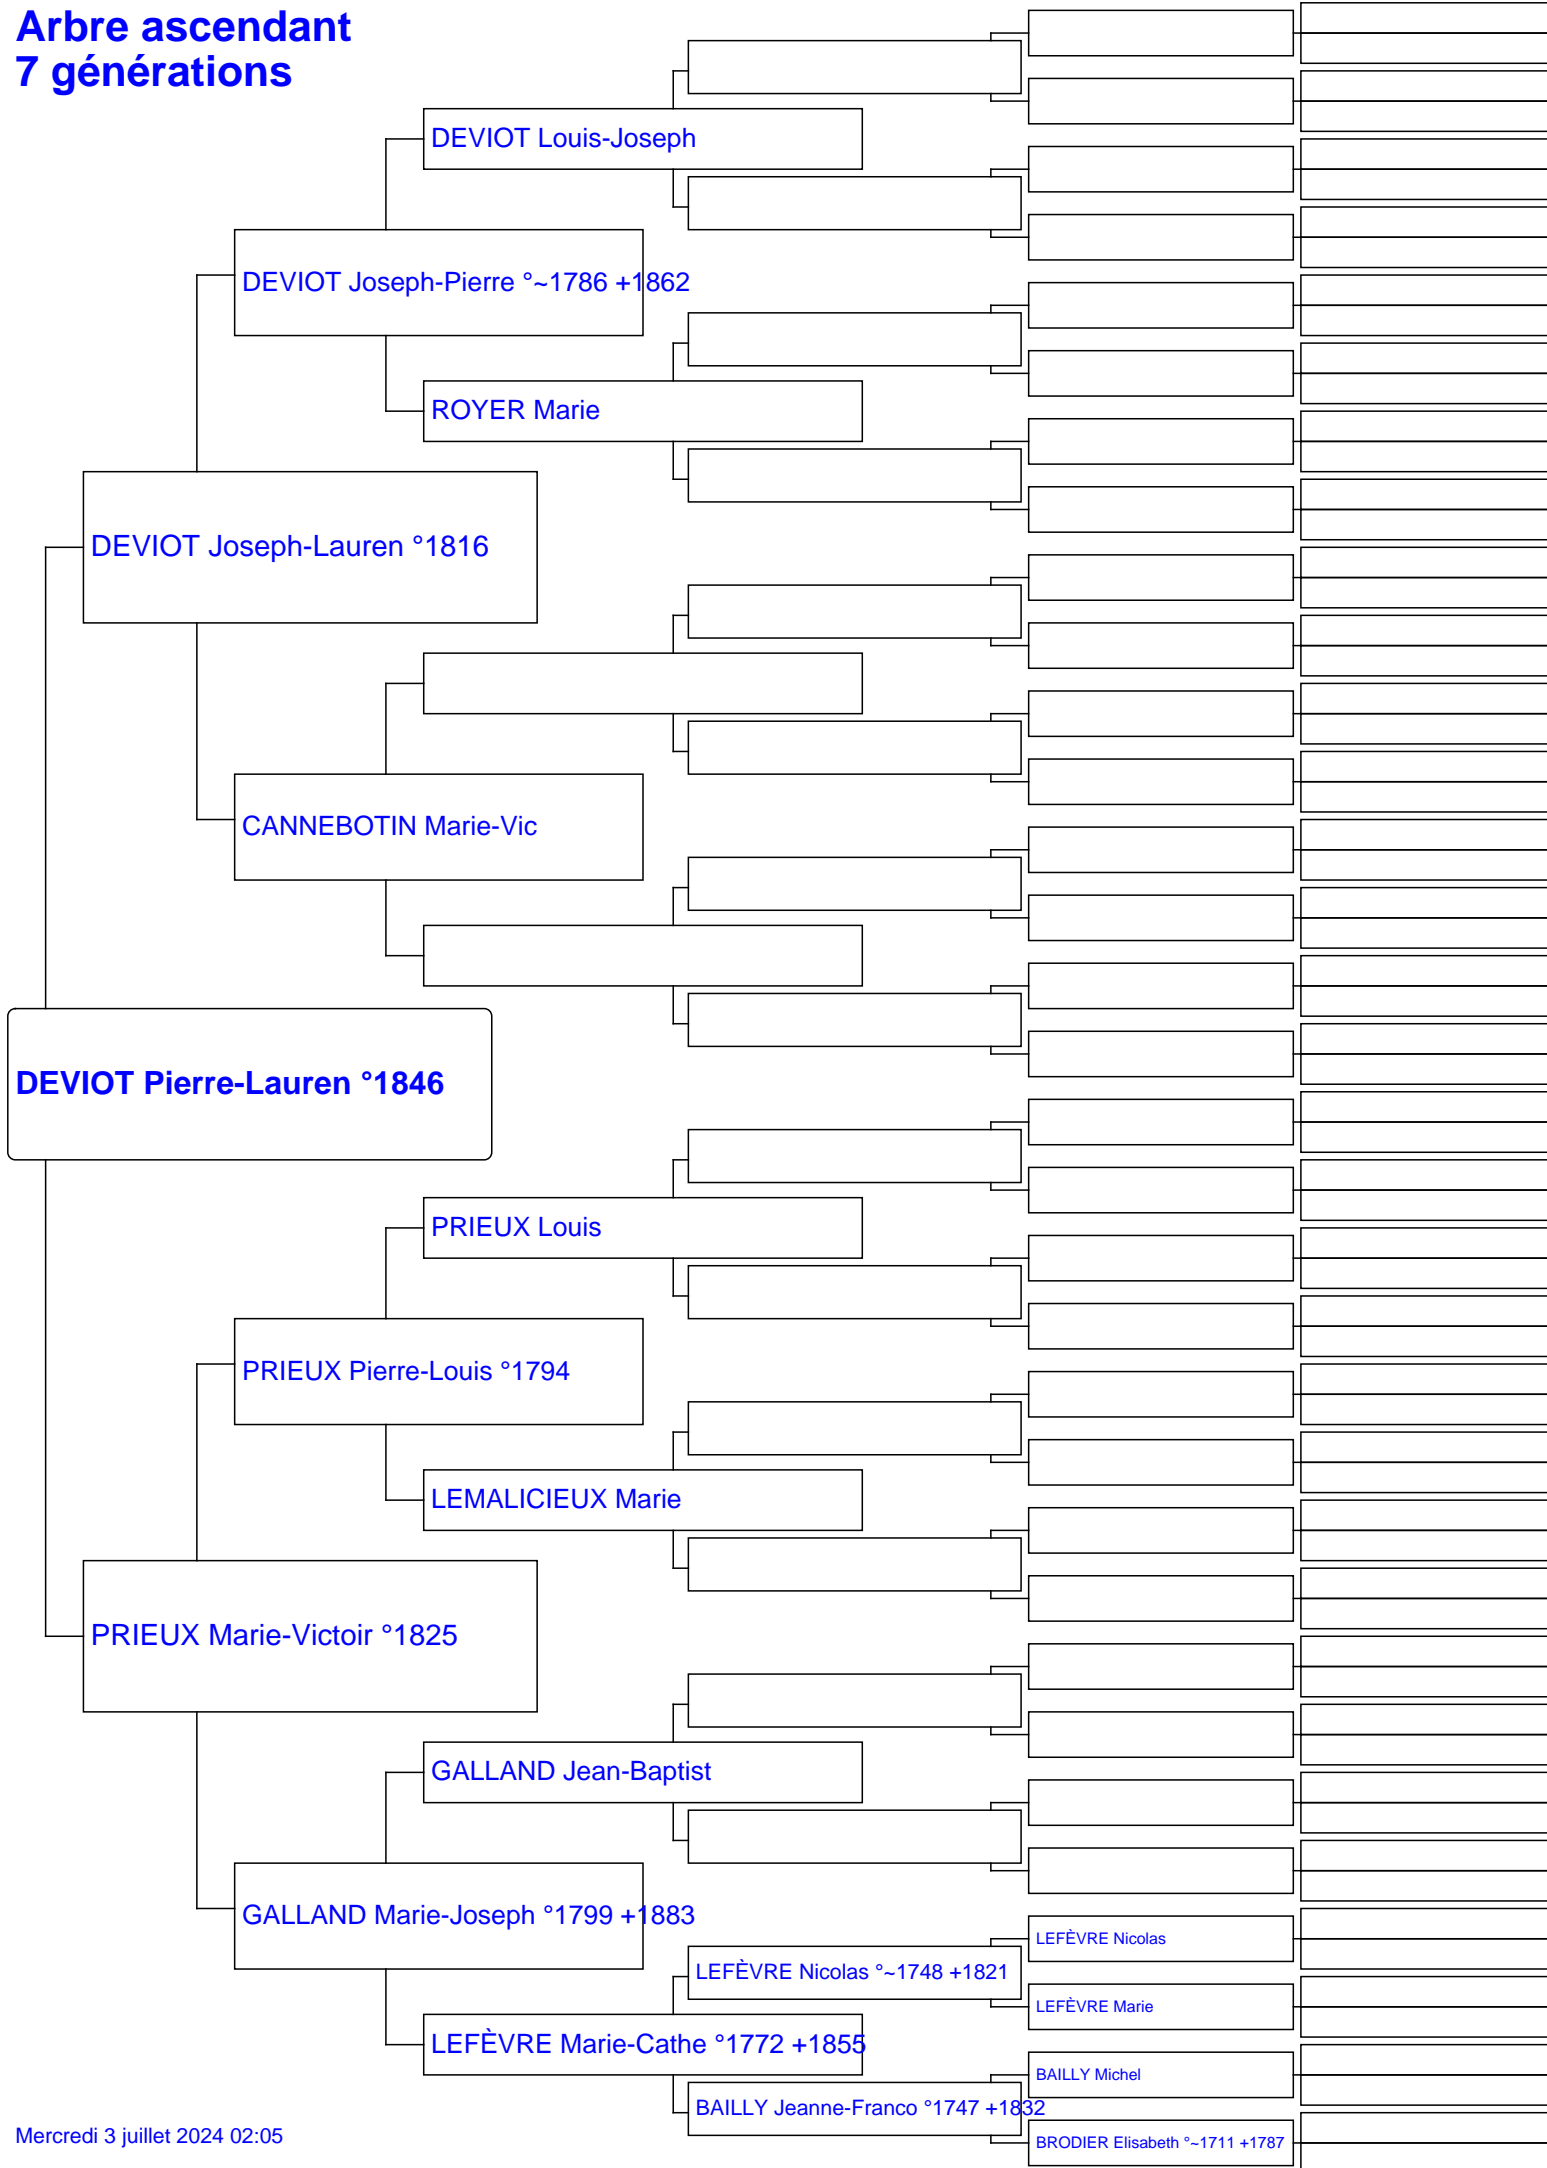 Arbre ascendant
7 générations
DEVIOT Louis-Joseph
DEVIOT Joseph-Pierre °~1786 +1862
ROYER Marie
DEVIOT Joseph-Lauren °1816
CANNEBOTIN Marie-Vic
DEVIOT Pierre-Lauren °1846
PRIEUX Louis
PRIEUX Pierre-Louis °1794
LEMALICIEUX Marie
PRIEUX Marie-Victoir °1825
GALLAND Jean-Baptist
GALLAND Marie-Joseph °1799 +1883
LEFÈVRE Nicolas
LEFÈVRE Nicolas °~1748 +1821
LEFÈVRE Marie
LEFÈVRE Marie-Cathe °1772 +1855
BAILLY Michel
BAILLY Jeanne-Franco °1747 +1832
BRODIER Elisabeth °~1711 +1787
Mercredi 3 juillet 2024 02:05